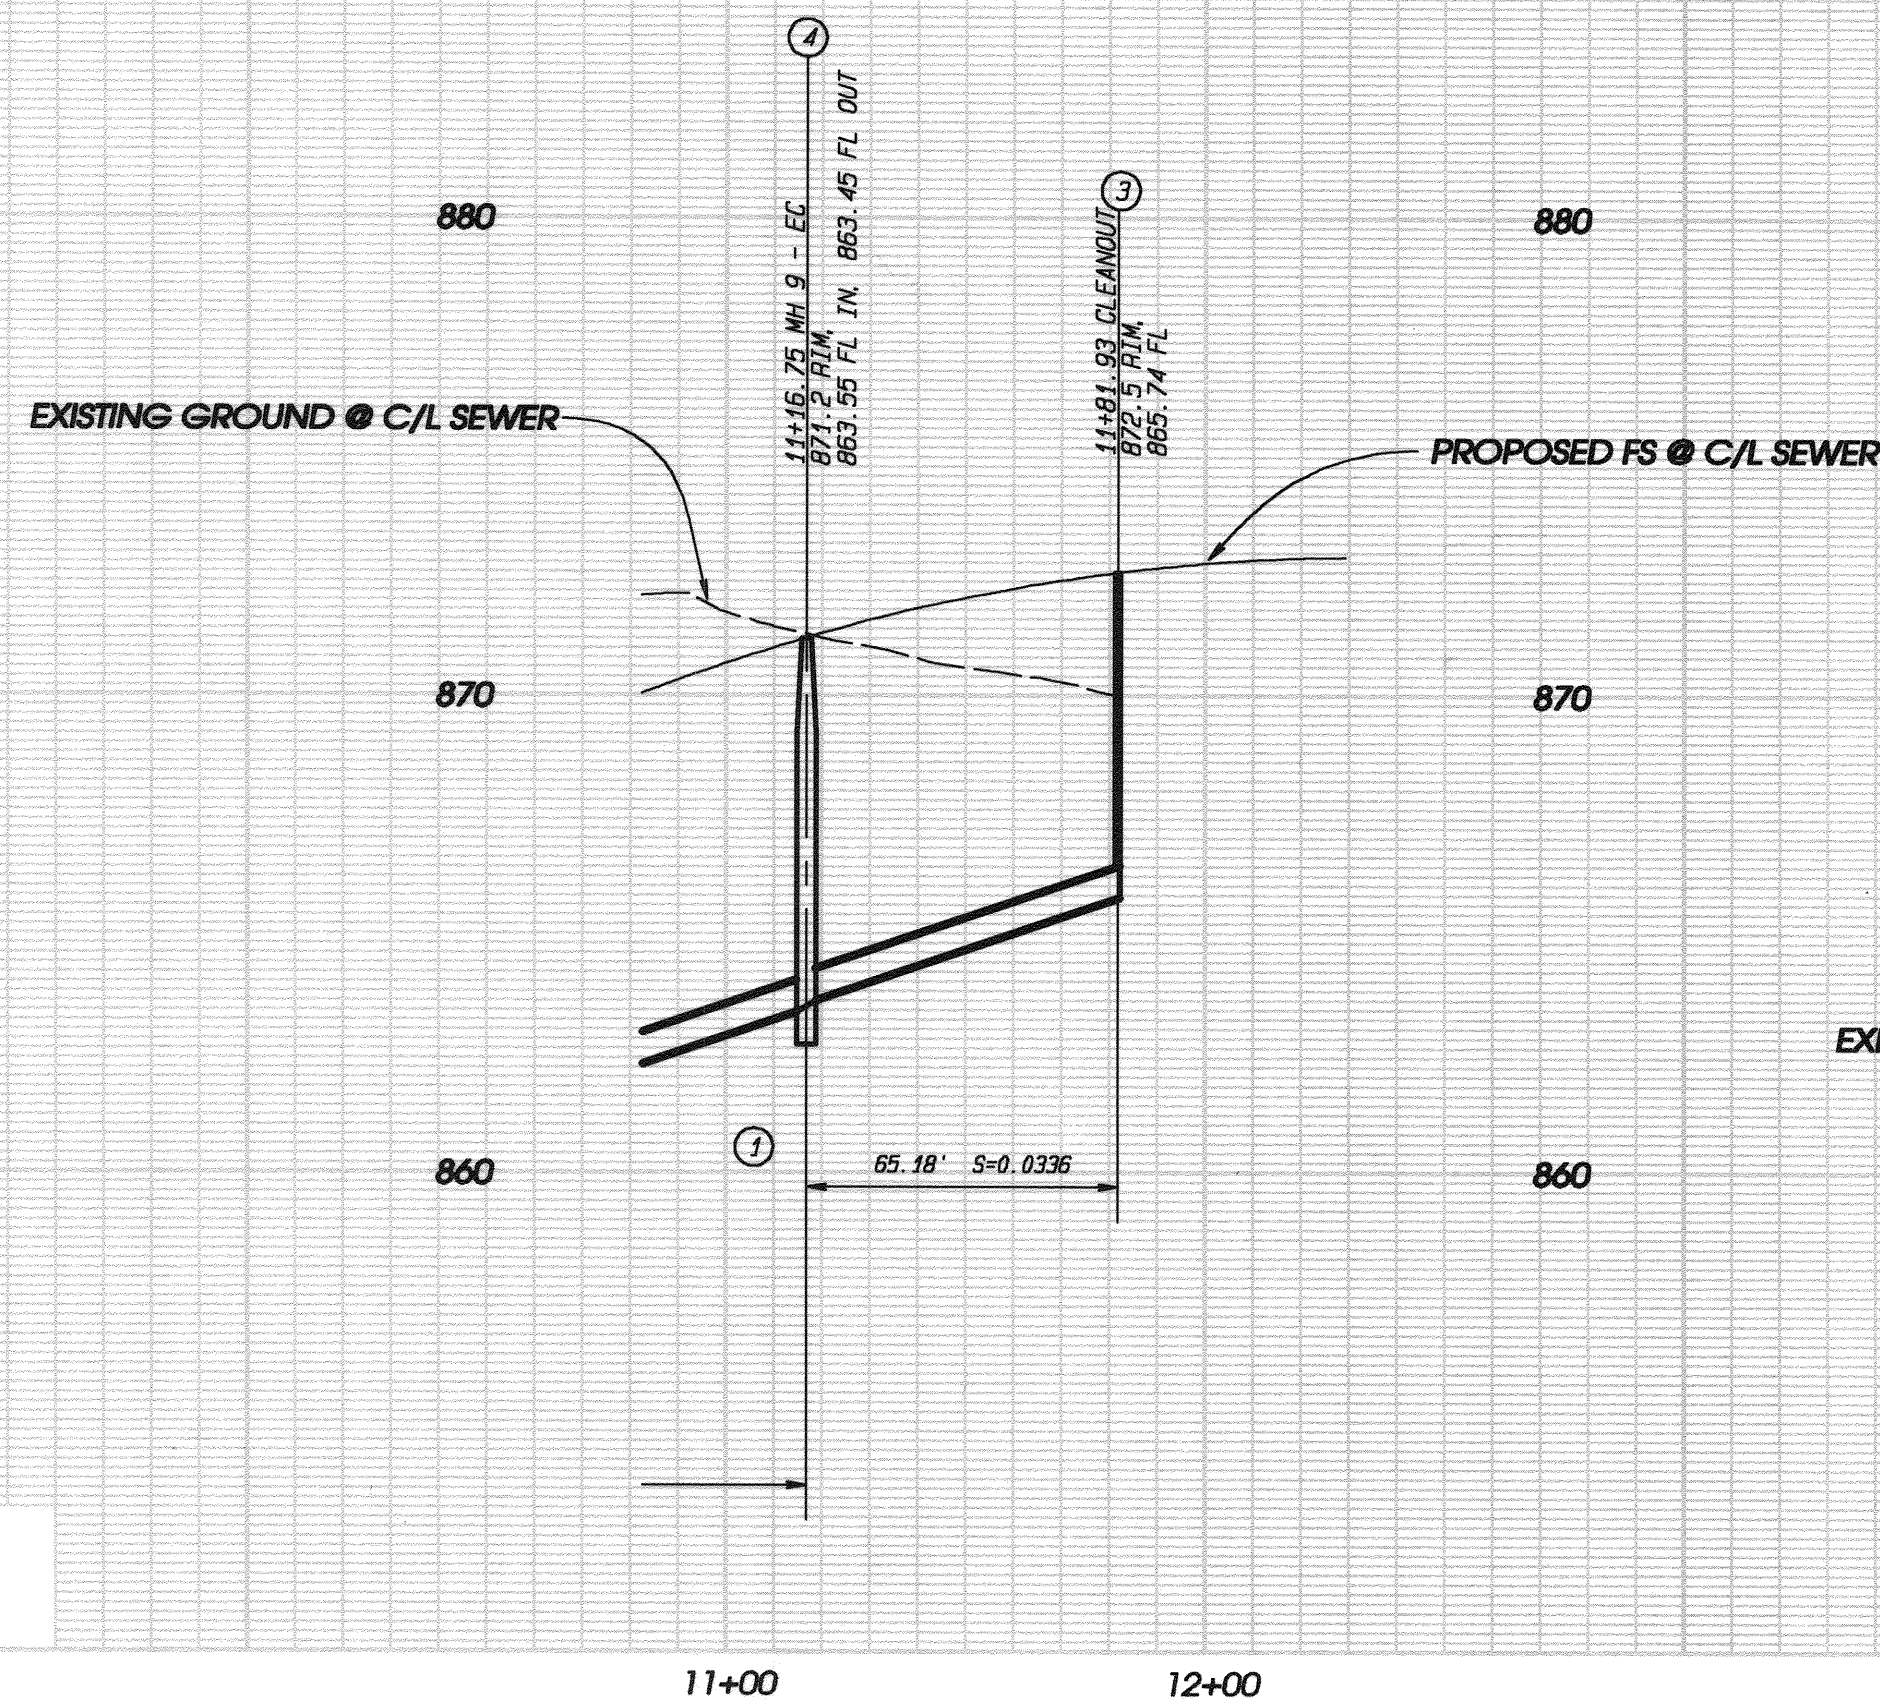 4
11+16.75 MH 9 - EC
871.2 RIM,
863.55 FL IN, 863.45 FL OUT
3
11+81.93 CLEANOUT
872.5 RIM,
865.74 FL
880
880
EXISTING GROUND @ C/L SEWER
PROPOSED FS @ C/L SEWER
870
870
EXI
1
65.18' S=0.0336
860
860
11+00
12+00